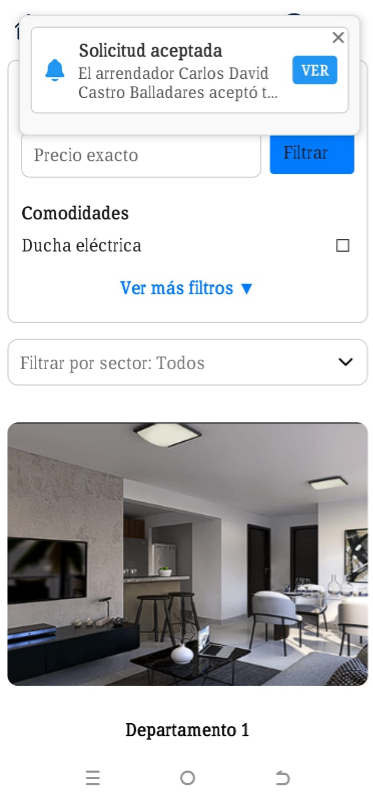 Solicitud aceptada
El arrendador Carlos David
Castro Balladares aceptó t...
VER
Precio exacto
Filtrar
Comodidades
Ducha eléctrica
Ver más filtros ▼
Filtrar por sector: Todos
Departamento 1